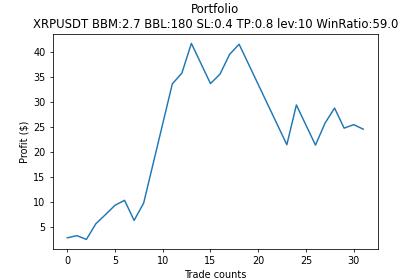 Portfolio
XRPUSDT BBM:2.7 BBL:180 SL:0.4 TP:0.8 lev:10 WinRatio:59.0
40
35
30
25
20
15
10
5
Profit ($)
0 5 10 15 20 25 30
Trade counts